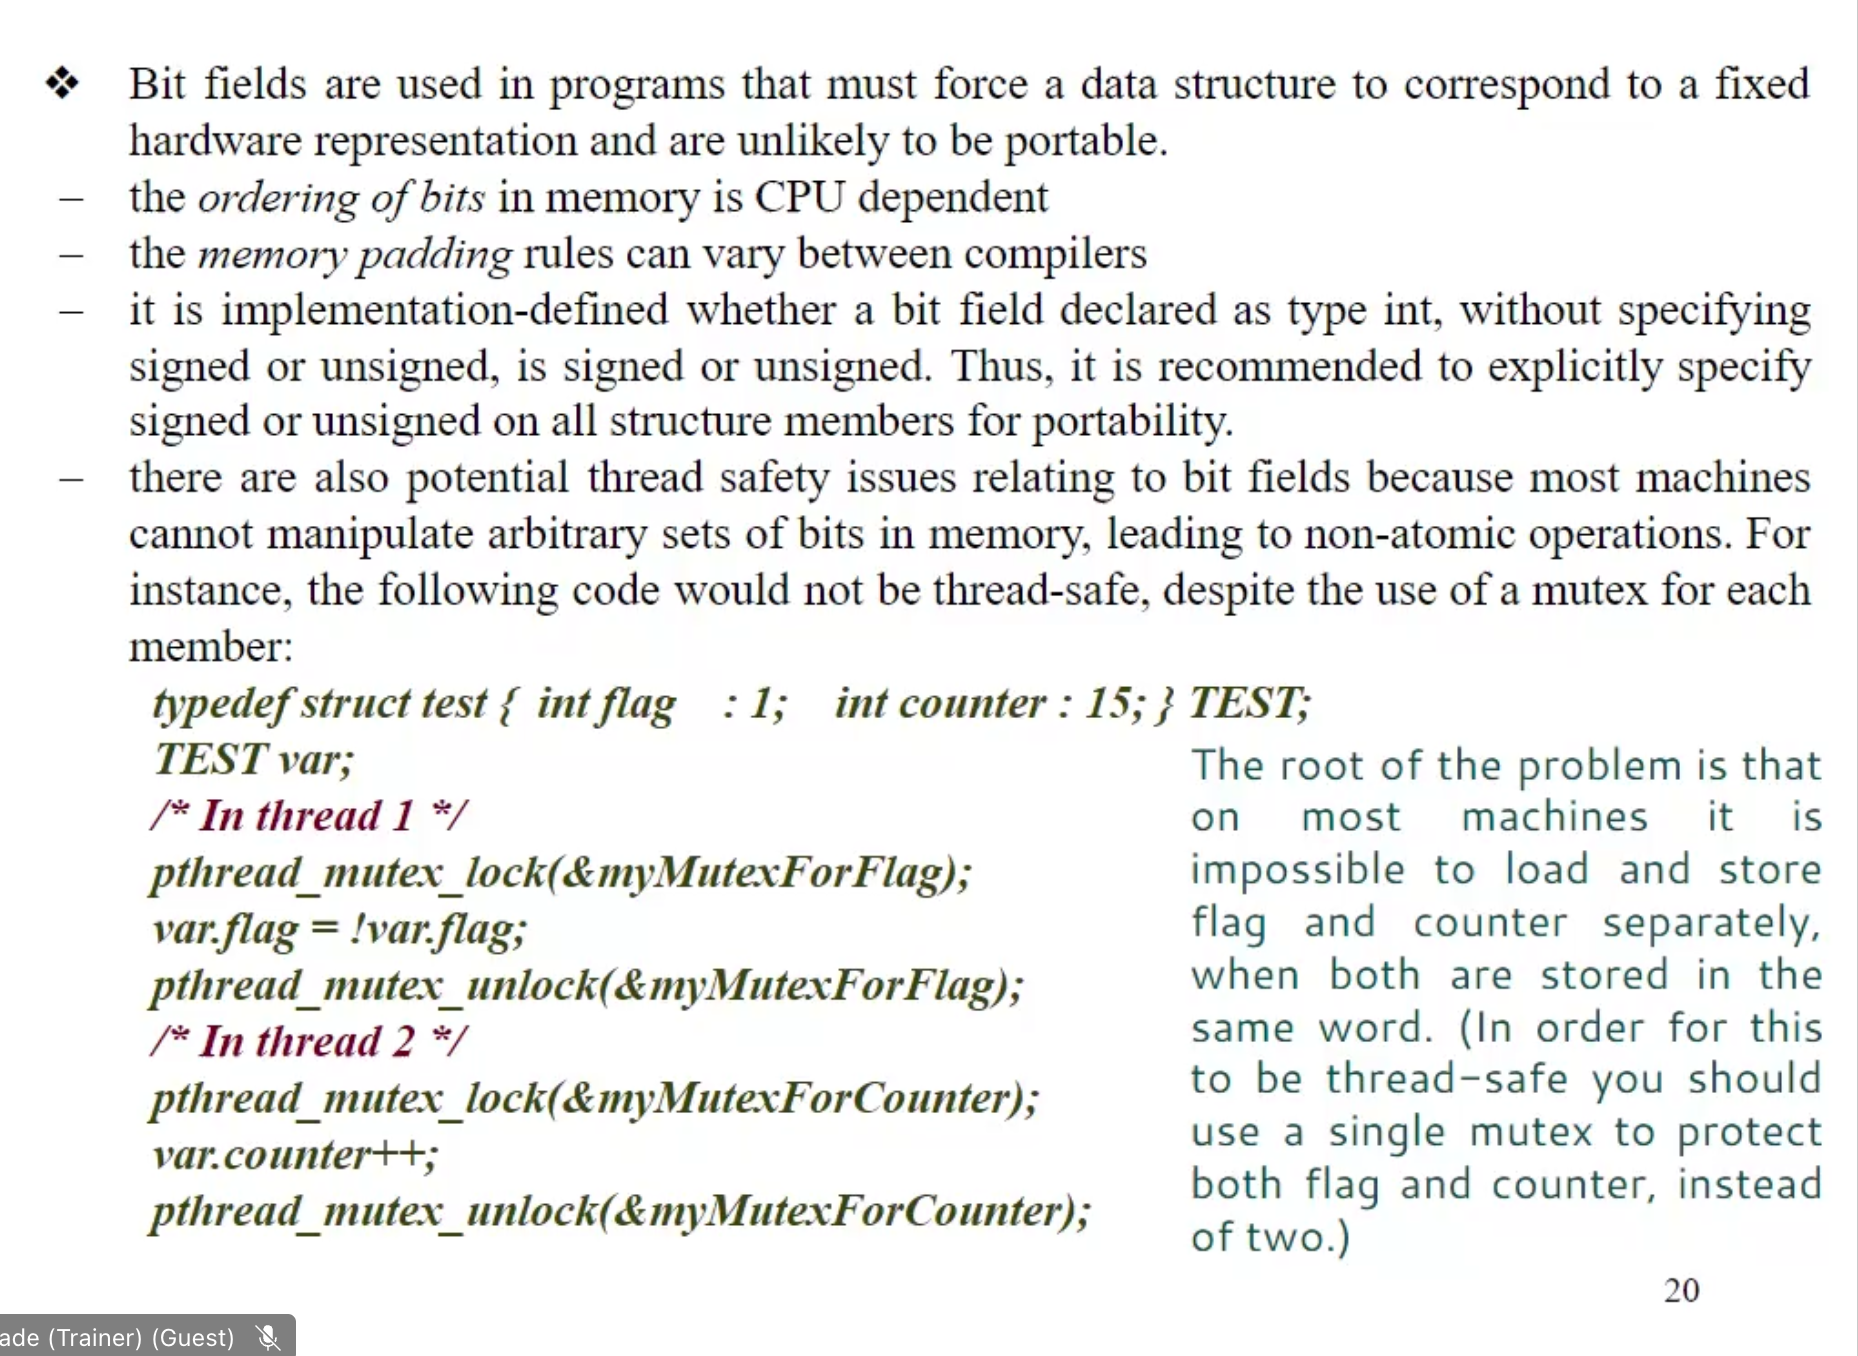 ❖ Bit fields are used in programs that must force a data structure to correspond to a fixed
hardware representation and are unlikely to be portable.
– the ordering of bits in memory is CPU dependent
– the memory padding rules can vary between compilers
– it is implementation-defined whether a bit field declared as type int, without specifying
signed or unsigned, is signed or unsigned. Thus, it is recommended to explicitly specify
signed or unsigned on all structure members for portability.
– there are also potential thread safety issues relating to bit fields because most machines
cannot manipulate arbitrary sets of bits in memory, leading to non-atomic operations. For
instance, the following code would not be thread-safe, despite the use of a mutex for each
member:
typedef struct test { int flag : 1; int counter : 15; } TEST;
TEST var;
/* In thread 1 */
pthread_mutex_lock(&myMutexForFlag);
var.flag = !var.flag;
pthread_mutex_unlock(&myMutexForFlag);
/* In thread 2 */
pthread_mutex_lock(&myMutexForCounter);
var.counter++;
pthread_mutex_unlock(&myMutexForCounter);
The root of the problem is that
on most machines it is
impossible to load and store
flag and counter separately,
when both are stored in the
same word. (In order for this
to be thread-safe you should
use a single mutex to protect
both flag and counter, instead
of two.)
20
ade (Trainer) (Guest)